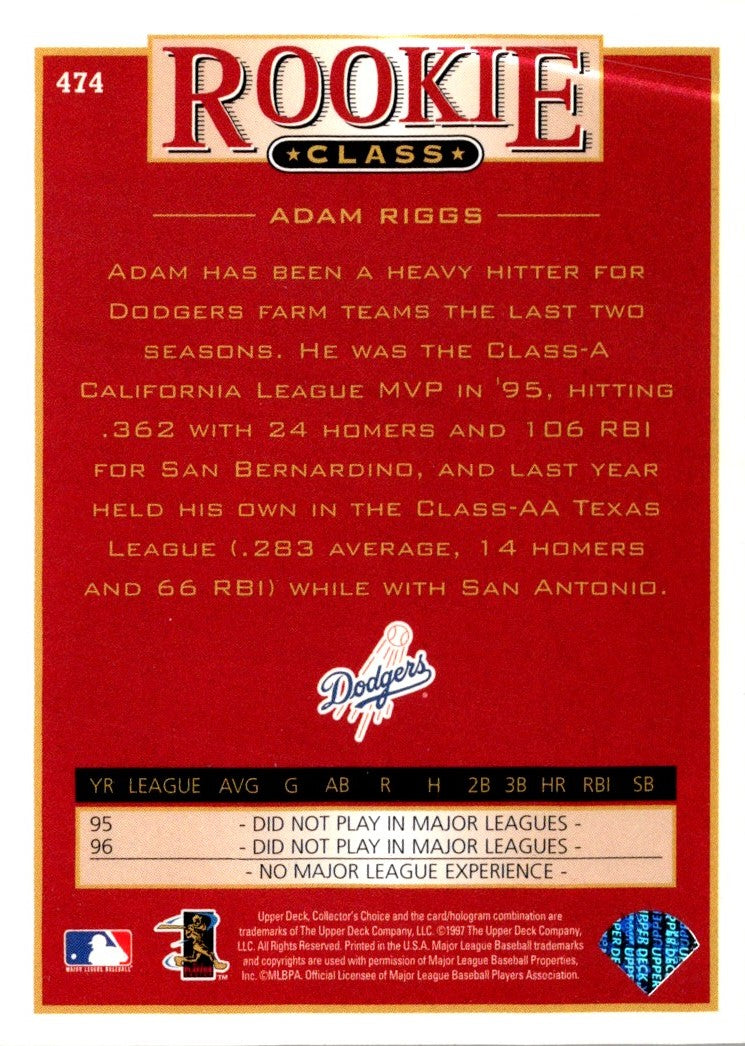 474
ROOKIE
★CLASS★
ADAM RIGGS
ADAM HAS BEEN A HEAVY HITTER FOR
DODGERS FARM TEAMS THE LAST TWO
SEASONS. HE WAS THE CLASS-A
CALIFORNIA LEAGUE MVP IN '95, HITTING
.362 WITH 24 HOMERS AND 106 RBI
FOR SAN BERNARDINO, AND LAST YEAR
HELD HIS OWN IN THE CLASS-AA TEXAS
LEAGUE (.283 AVERAGE, 14 HOMERS
AND 66 RBI) WHILE WITH SAN ANTONIO.
Dodgers
YR LEAGUE AVG G AB R H 2B 3B HR RBI SB
95 - DID NOT PLAY IN MAJOR LEAGUES -
96 - DID NOT PLAY IN MAJOR LEAGUES -
- NO MAJOR LEAGUE EXPERIENCE -
Upper Deck, Collector's Choice and the card/hologram combination are
trademarks of The Upper Deck Company, LLC. ©1997 The Upper Deck Company,
LLC. All Rights Reserved. Printed in the U.S.A. Major League Baseball trademarks
and copyrights are used with permission of Major League Baseball Properties,
Inc. ©MLBPA. Official Licensee of Major League Baseball Players Association.
MAJOR LEAGUE BASEBALL
PLAYERS TM
UPPER DECK